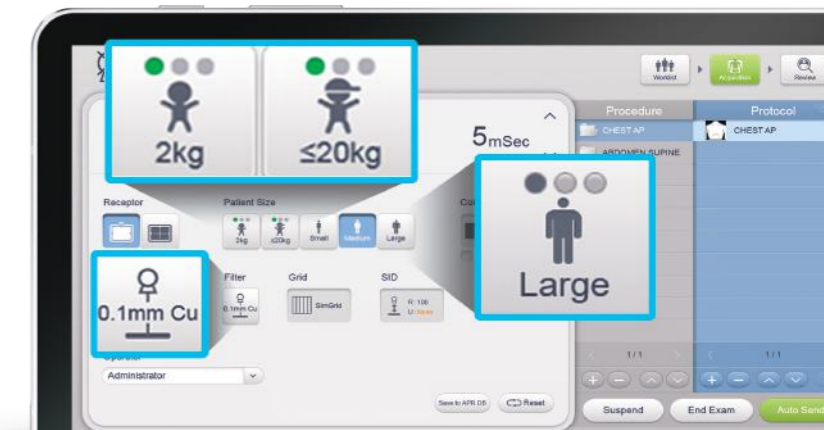 2kg
≤20kg
5mSec
Worklist
Acquisition
Review
Procedure
Protocol
CHEST AP
CHEST AP
ABDOMEN SUPINE
Receptor
Patient Size
2kg
≤20kg
Small
Medium
Large
Large
0.1mm Cu
Filter
Grid
SID
0.1mm Cu
SimGrid
R: 100
Administrator
1/1
1/1
Save to APR DB
Reset
Suspend
End Exam
Auto Send